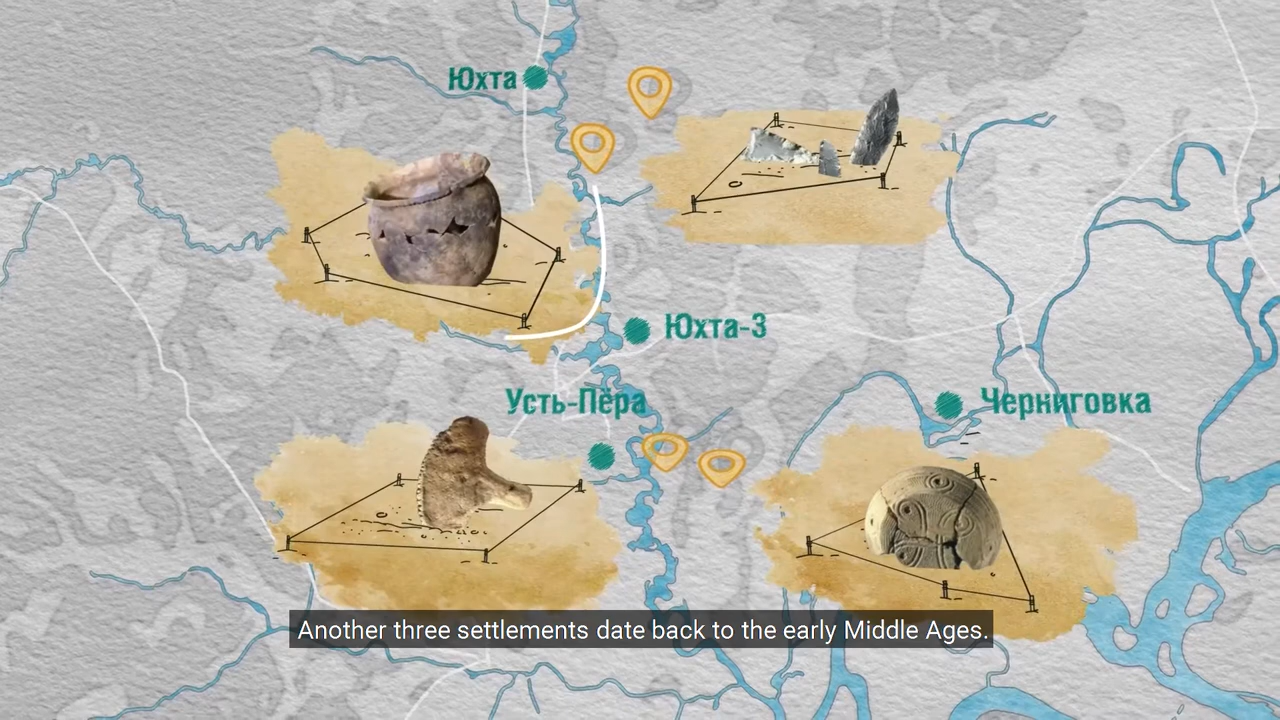 Юхта
Юхта-3
Усть-Пёра
Черниговка
Another three settlements date back to the early Middle Ages.